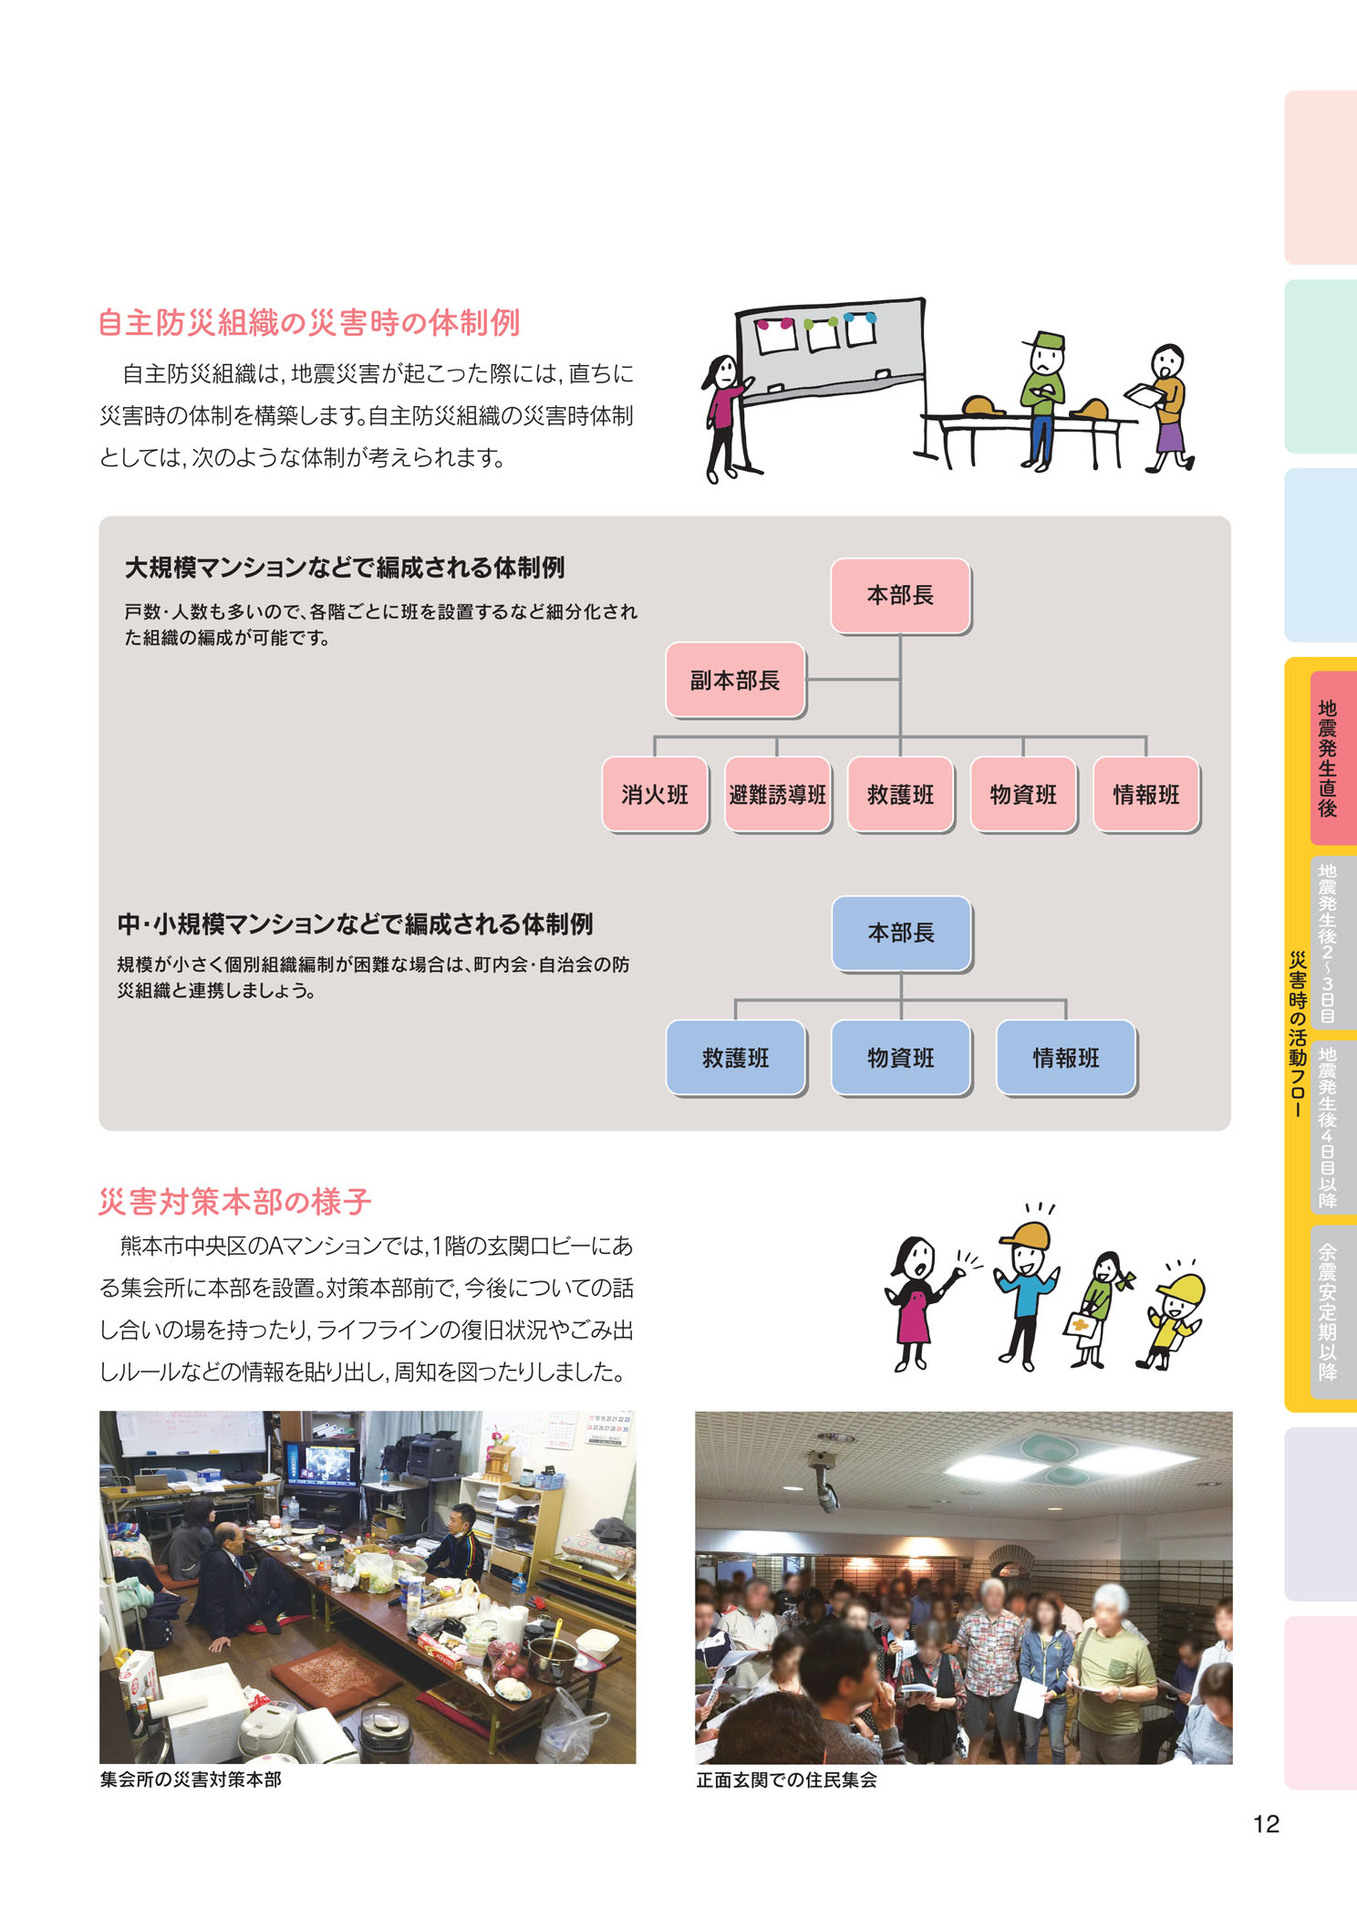 自主防災組織の災害時の体制例
　自主防災組織は，地震災害が起こった際には，直ちに
災害時の体制を構築します。自主防災組織の災害時体制
としては，次のような体制が考えられます。
大規模マンションなどで編成される体制例
戸数・人数も多いので、各階ごとに班を設置するなど細分化され
た組織の編成が可能です。
本部長
副本部長
消火班
避難誘導班
救護班
物資班
情報班
中・小規模マンションなどで編成される体制例
規模が小さく個別組織編制が困難な場合は、町内会・自治会の防
災組織と連携しましょう。
本部長
救護班
物資班
情報班
災害対策本部の様子
　熊本市中央区のAマンションでは，1階の玄関ロビーにあ
る集会所に本部を設置。対策本部前で，今後についての話
し合いの場を持ったり，ライフラインの復旧状況やごみ出
しルールなどの情報を貼り出し，周知を図ったりしました。
集会所の災害対策本部
正面玄関での住民集会
災害時の活動フロー
地震発生直後
地震発生後2～3日目
地震発生後4日目以降
余震安定期以降
12